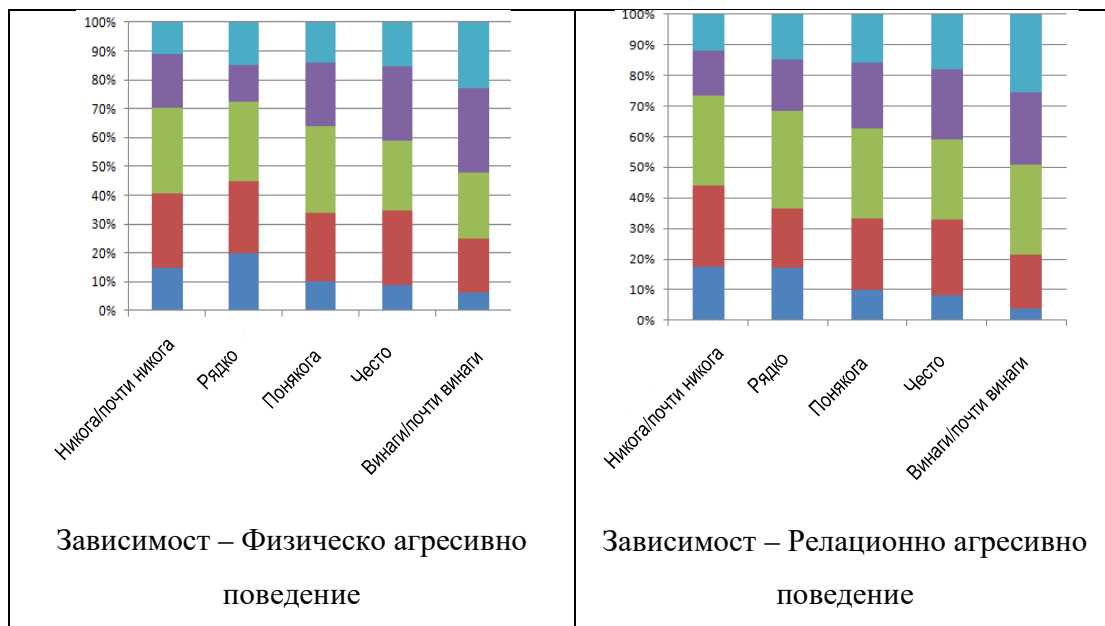 100%
90%
80%
70%
60%
50%
40%
30%
20%
10%
0%
Никога/почти никога
Рядко
Понякога
Често
Винаги/почти винаги
Зависимост – Физическо агресивно
поведение
100%
90%
80%
70%
60%
50%
40%
30%
20%
10%
0%
Никога/почти никога
Рядко
Понякога
Често
Винаги/почти винаги
Зависимост – Релационно агресивно
поведение